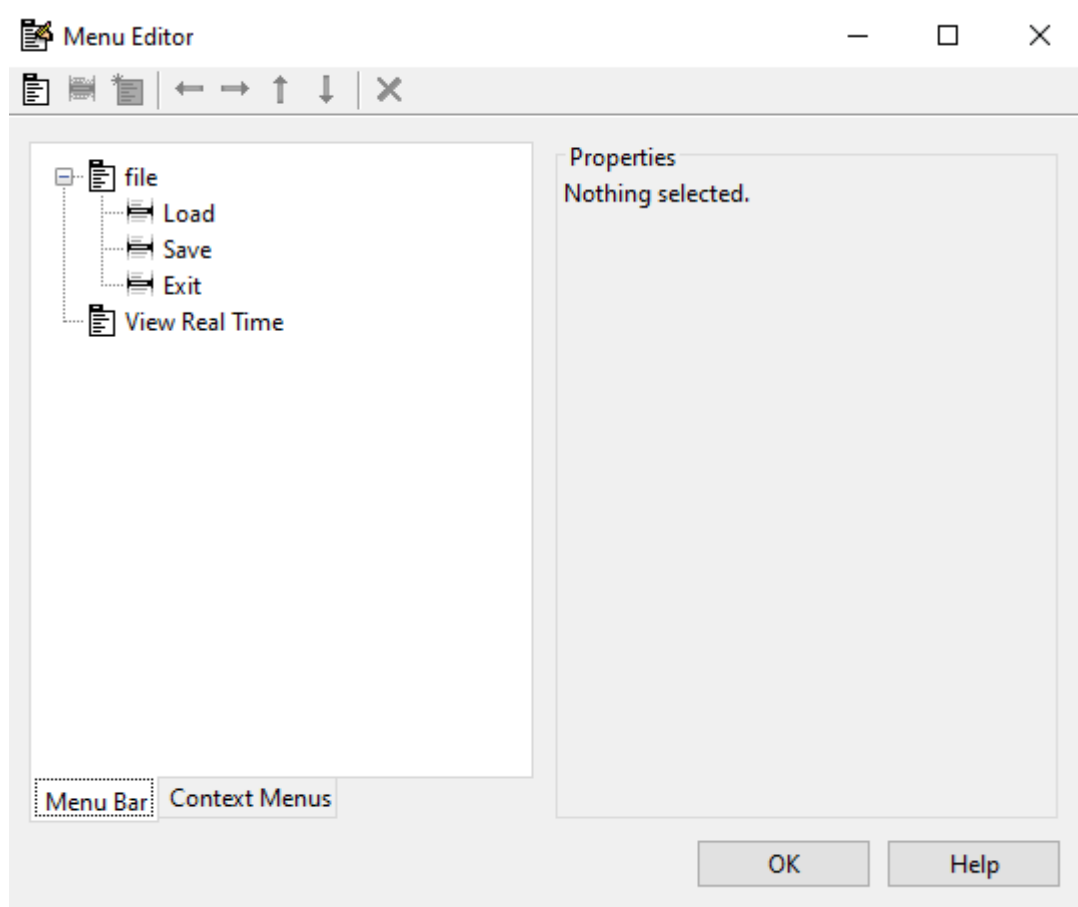 Menu Editor
file
Load
Save
Exit
View Real Time
Menu Bar
Context Menus
Properties
Nothing selected.
OK
Help